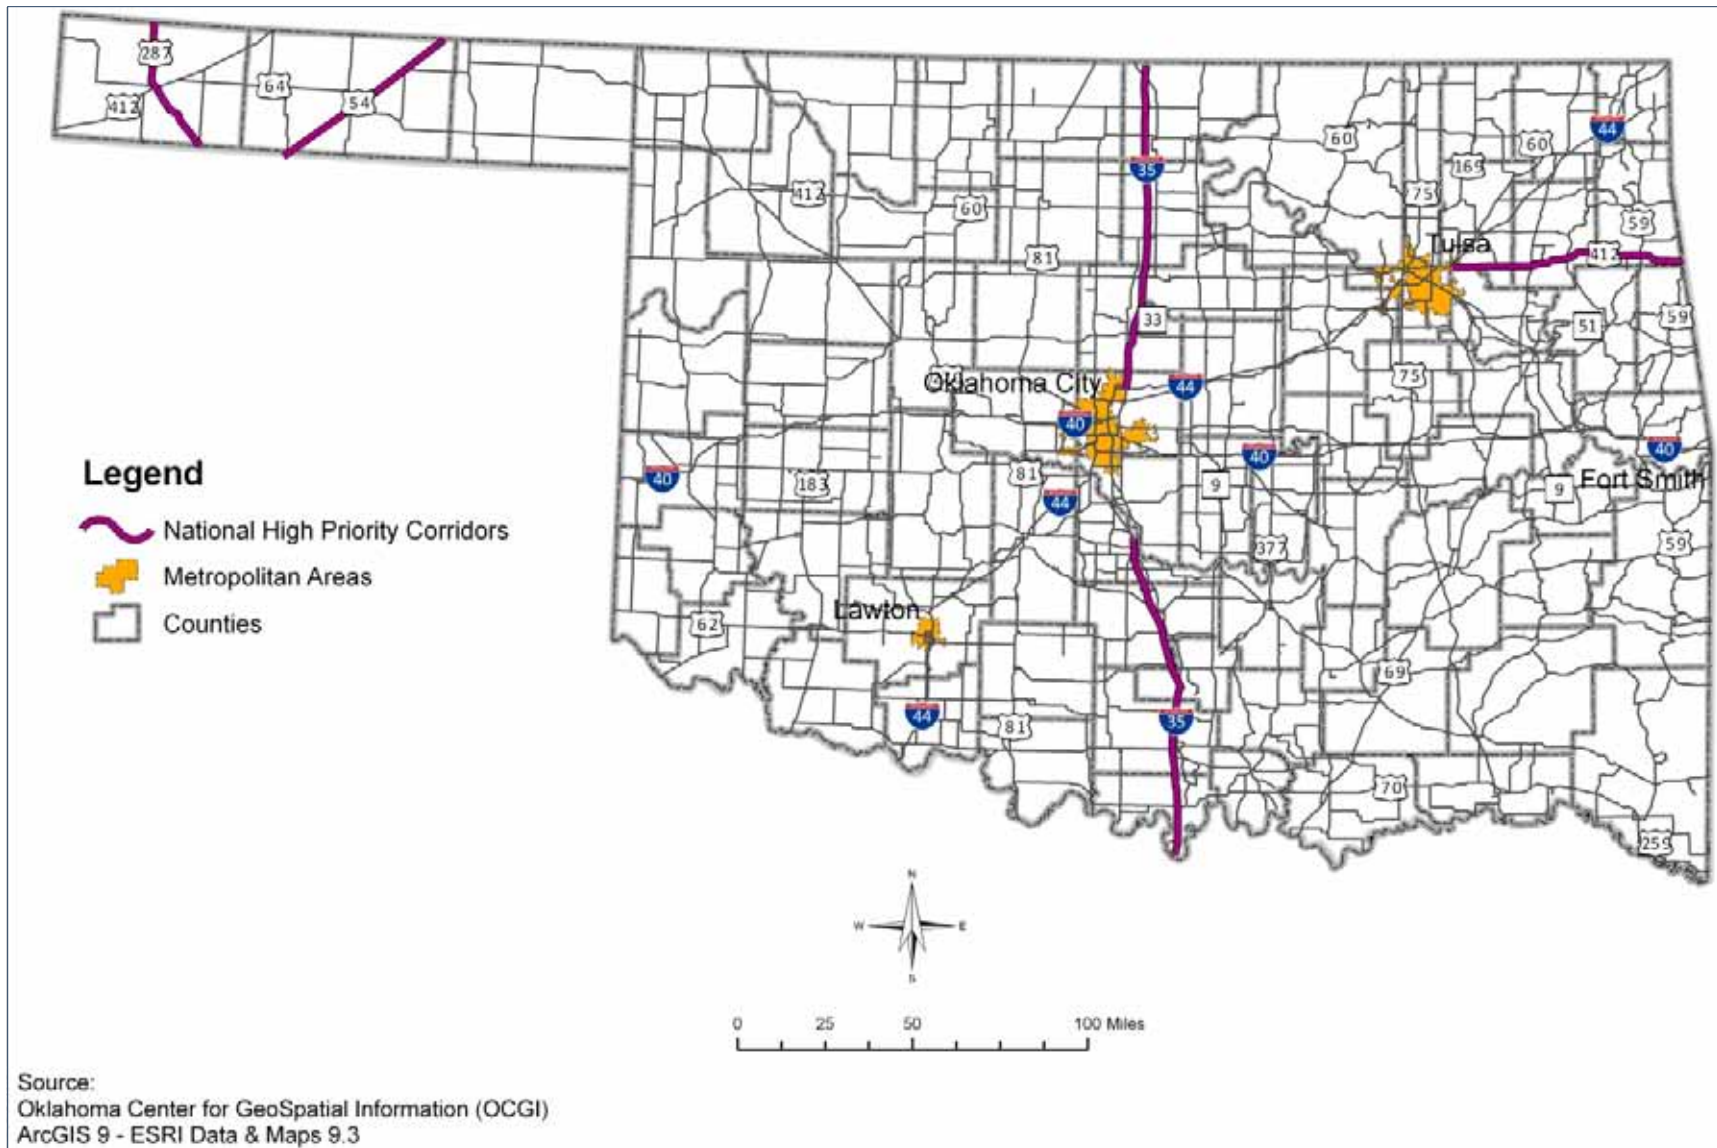 287
64
412
54
44
60
60
169
35
75
412
60
59
81
Tulsa
412
33
59
51
Oklahoma City
44
75
40
40
40
Legend
40
81
183
9
9
Fort Smith
44
National High Priority Corridors
377
59
Metropolitan Areas
Lawton
Counties
62
69
44
35
81
70
259
N
W
E
S
0 25 50 100 Miles
Source:
Oklahoma Center for GeoSpatial Information (OCGI)
ArcGIS 9 - ESRI Data & Maps 9.3